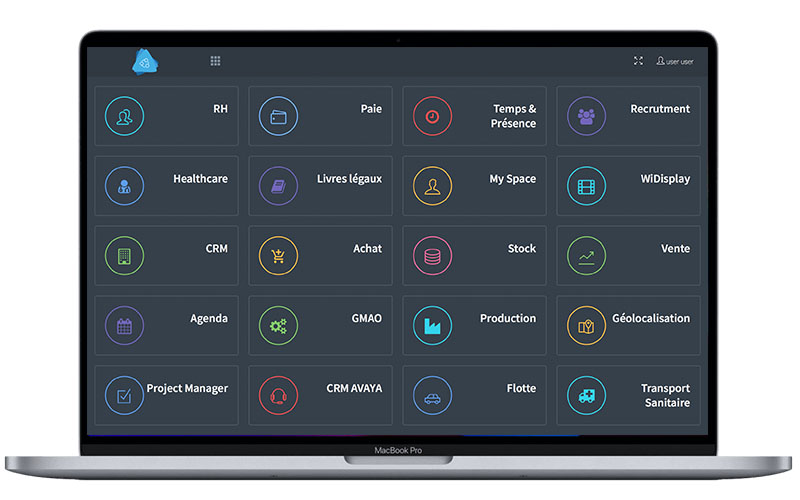 user user
RH
Paie
Temps &
Présence
Recrutment
Healthcare
Livres légaux
My Space
WiDisplay
CRM
Achat
Stock
Vente
Agenda
GMAO
Production
Géolocalisation
Project Manager
CRM AVAYA
Flotte
Transport
Sanitaire
MacBook Pro